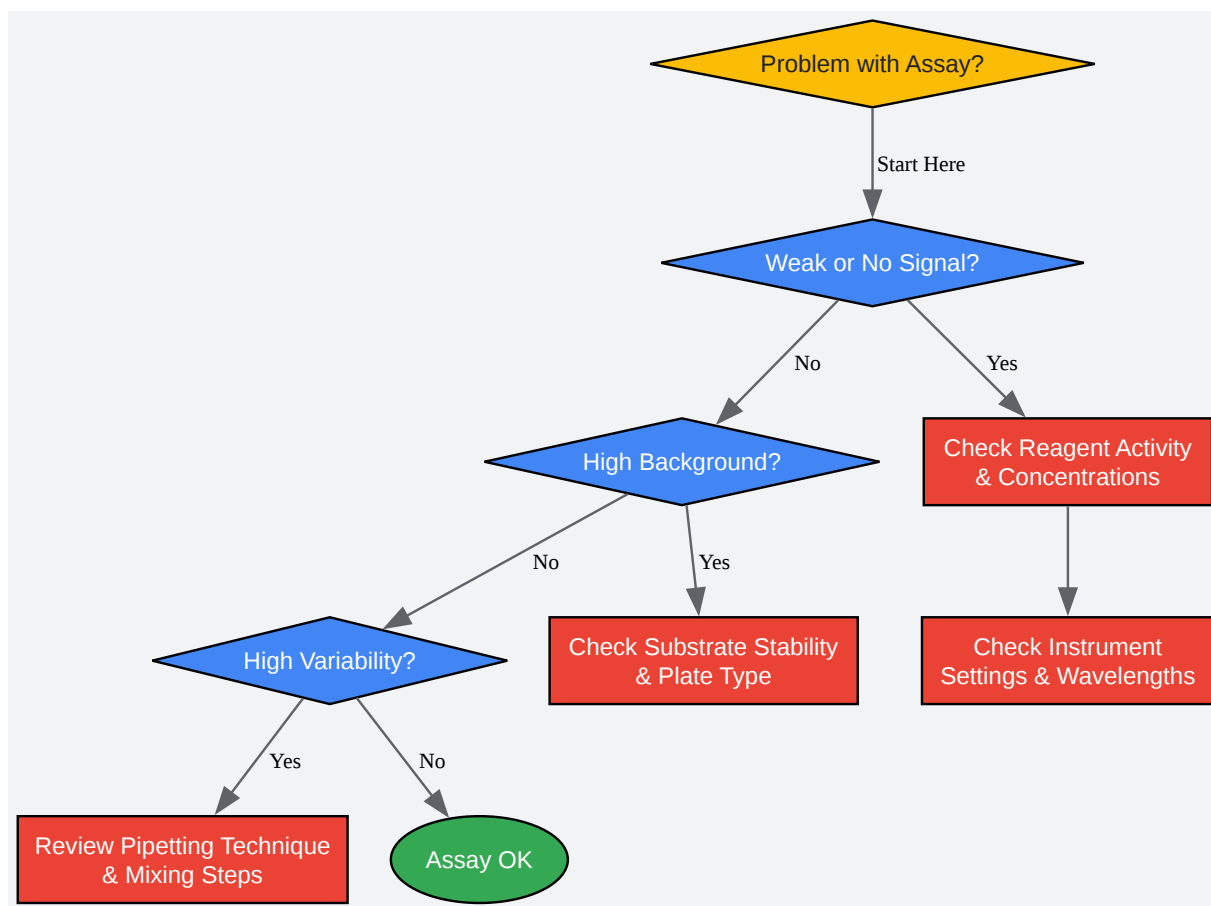 Problem with Assay?
Start Here
Weak or No Signal?
No
Yes
High Background?
Check Reagent Activity
& Concentrations
No
Yes
High Variability?
Check Substrate Stability
& Plate Type
Check Instrument
Settings & Wavelengths
Yes
No
Review Pipetting Technique
& Mixing Steps
Assay OK